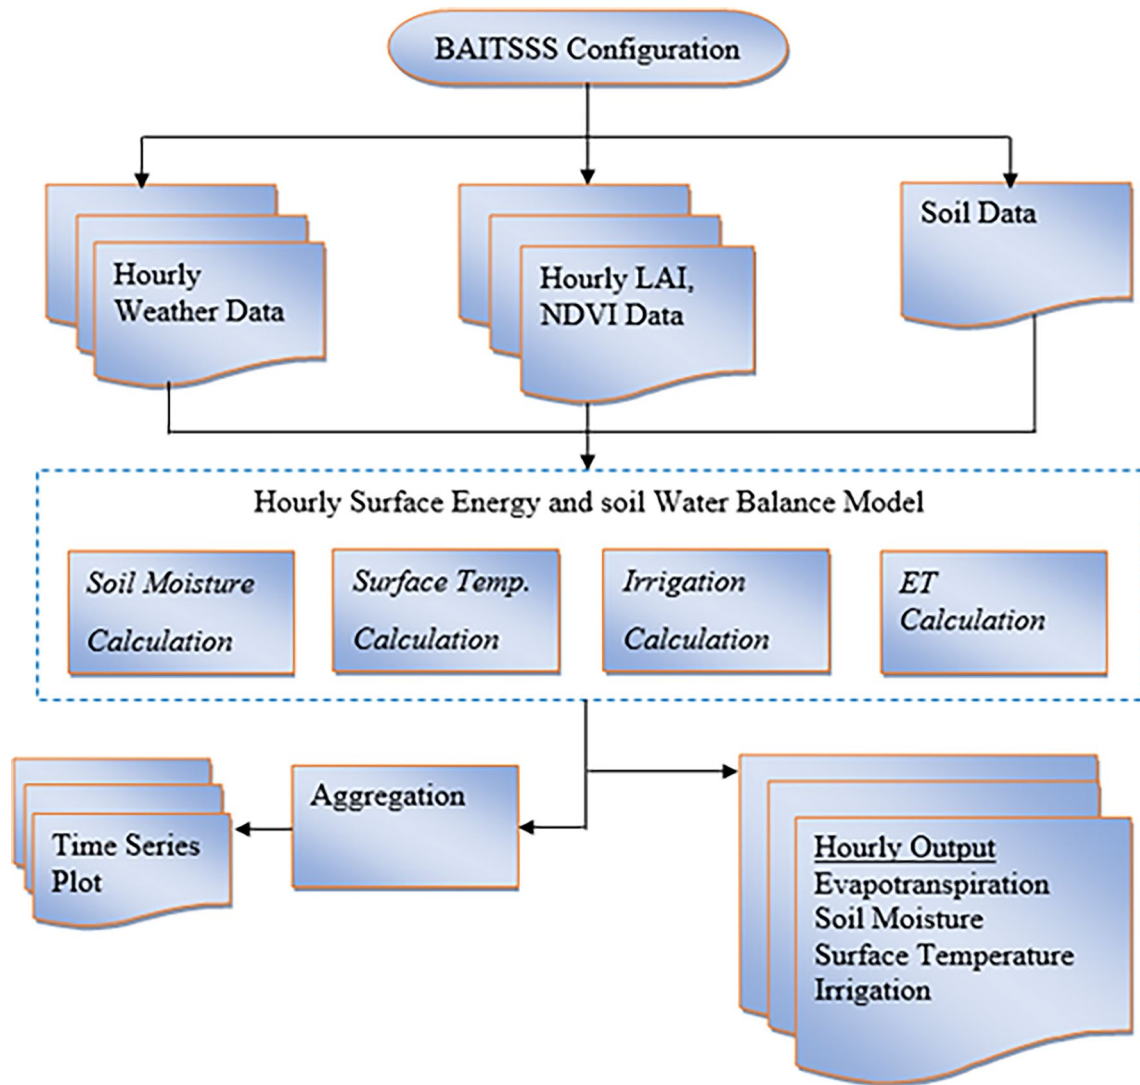 BAITSSS Configuration
Hourly
Weather Data
Hourly LAI,
NDVI Data
Soil Data
Hourly Surface Energy and soil Water Balance Model
Soil Moisture
Calculation
Surface Temp.
Calculation
Irrigation
Calculation
ET
Calculation
Time Series
Plot
Aggregation
Hourly Output
Evapotranspiration
Soil Moisture
Surface Temperature
Irrigation